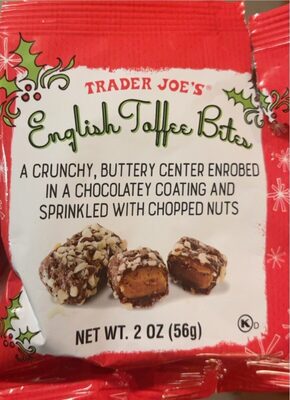 TRADER JOE'S®
English Toffee Bites
A CRUNCHY, BUTTERY CENTER ENROBED
IN A CHOCOLATEY COATING AND
SPRINKLED WITH CHOPPED NUTS
NET WT. 2 OZ (56g)
K D